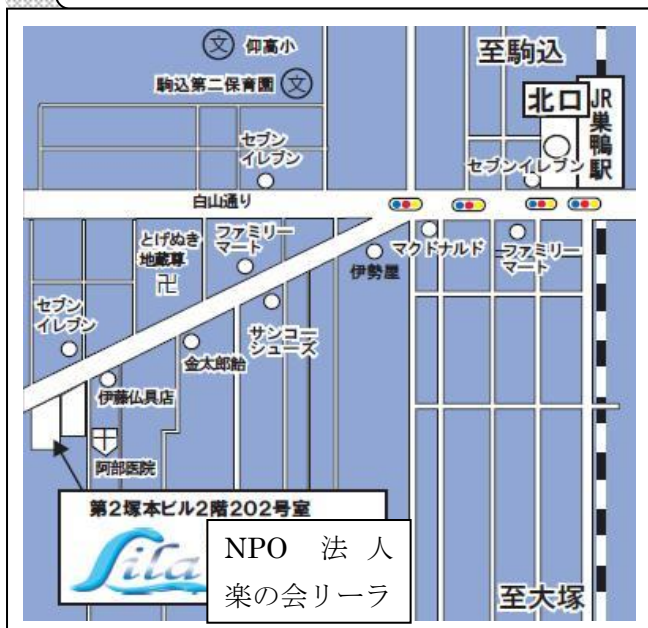 文 仰高小
至駒込
駒込第二保育園 文
北口
JR巣鴨駅
セブン
イレブン
セブンイレブン
白山通り
とげぬき
地蔵尊
卍
ファミリー
マート
マクドナルド
ファミリー
マート
伊勢屋
セブン
イレブン
サンコー
シューズ
金太郎飴
伊藤仏具店
阿部医院
第2塚本ビル2階202号室
Lila
NPO 法人
楽の会リーラ
至大塚